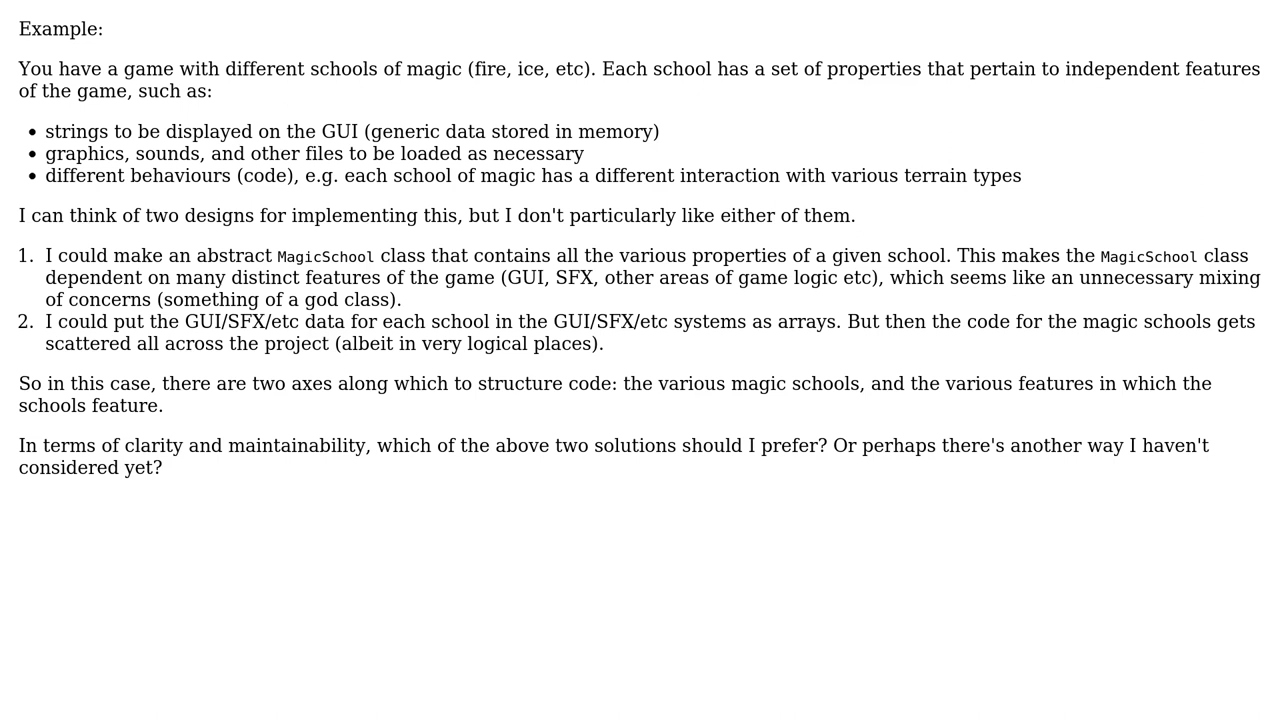 Example:
You have a game with different schools of magic (fire, ice, etc). Each school has a set of properties that pertain to independent features
of the game, such as:
• strings to be displayed on the GUI (generic data stored in memory)
• graphics, sounds, and other files to be loaded as necessary
• different behaviours (code), e.g. each school of magic has a different interaction with various terrain types
I can think of two designs for implementing this, but I don't particularly like either of them.
1. I could make an abstract MagicSchool class that contains all the various properties of a given school. This makes the MagicSchool class
dependent on many distinct features of the game (GUI, SFX, other areas of game logic etc), which seems like an unnecessary mixing
of concerns (something of a god class).
2. I could put the GUI/SFX/etc data for each school in the GUI/SFX/etc systems as arrays. But then the code for the magic schools gets
scattered all across the project (albeit in very logical places).
So in this case, there are two axes along which to structure code: the various magic schools, and the various features in which the
schools feature.
In terms of clarity and maintainability, which of the above two solutions should I prefer? Or perhaps there's another way I haven't
considered yet?